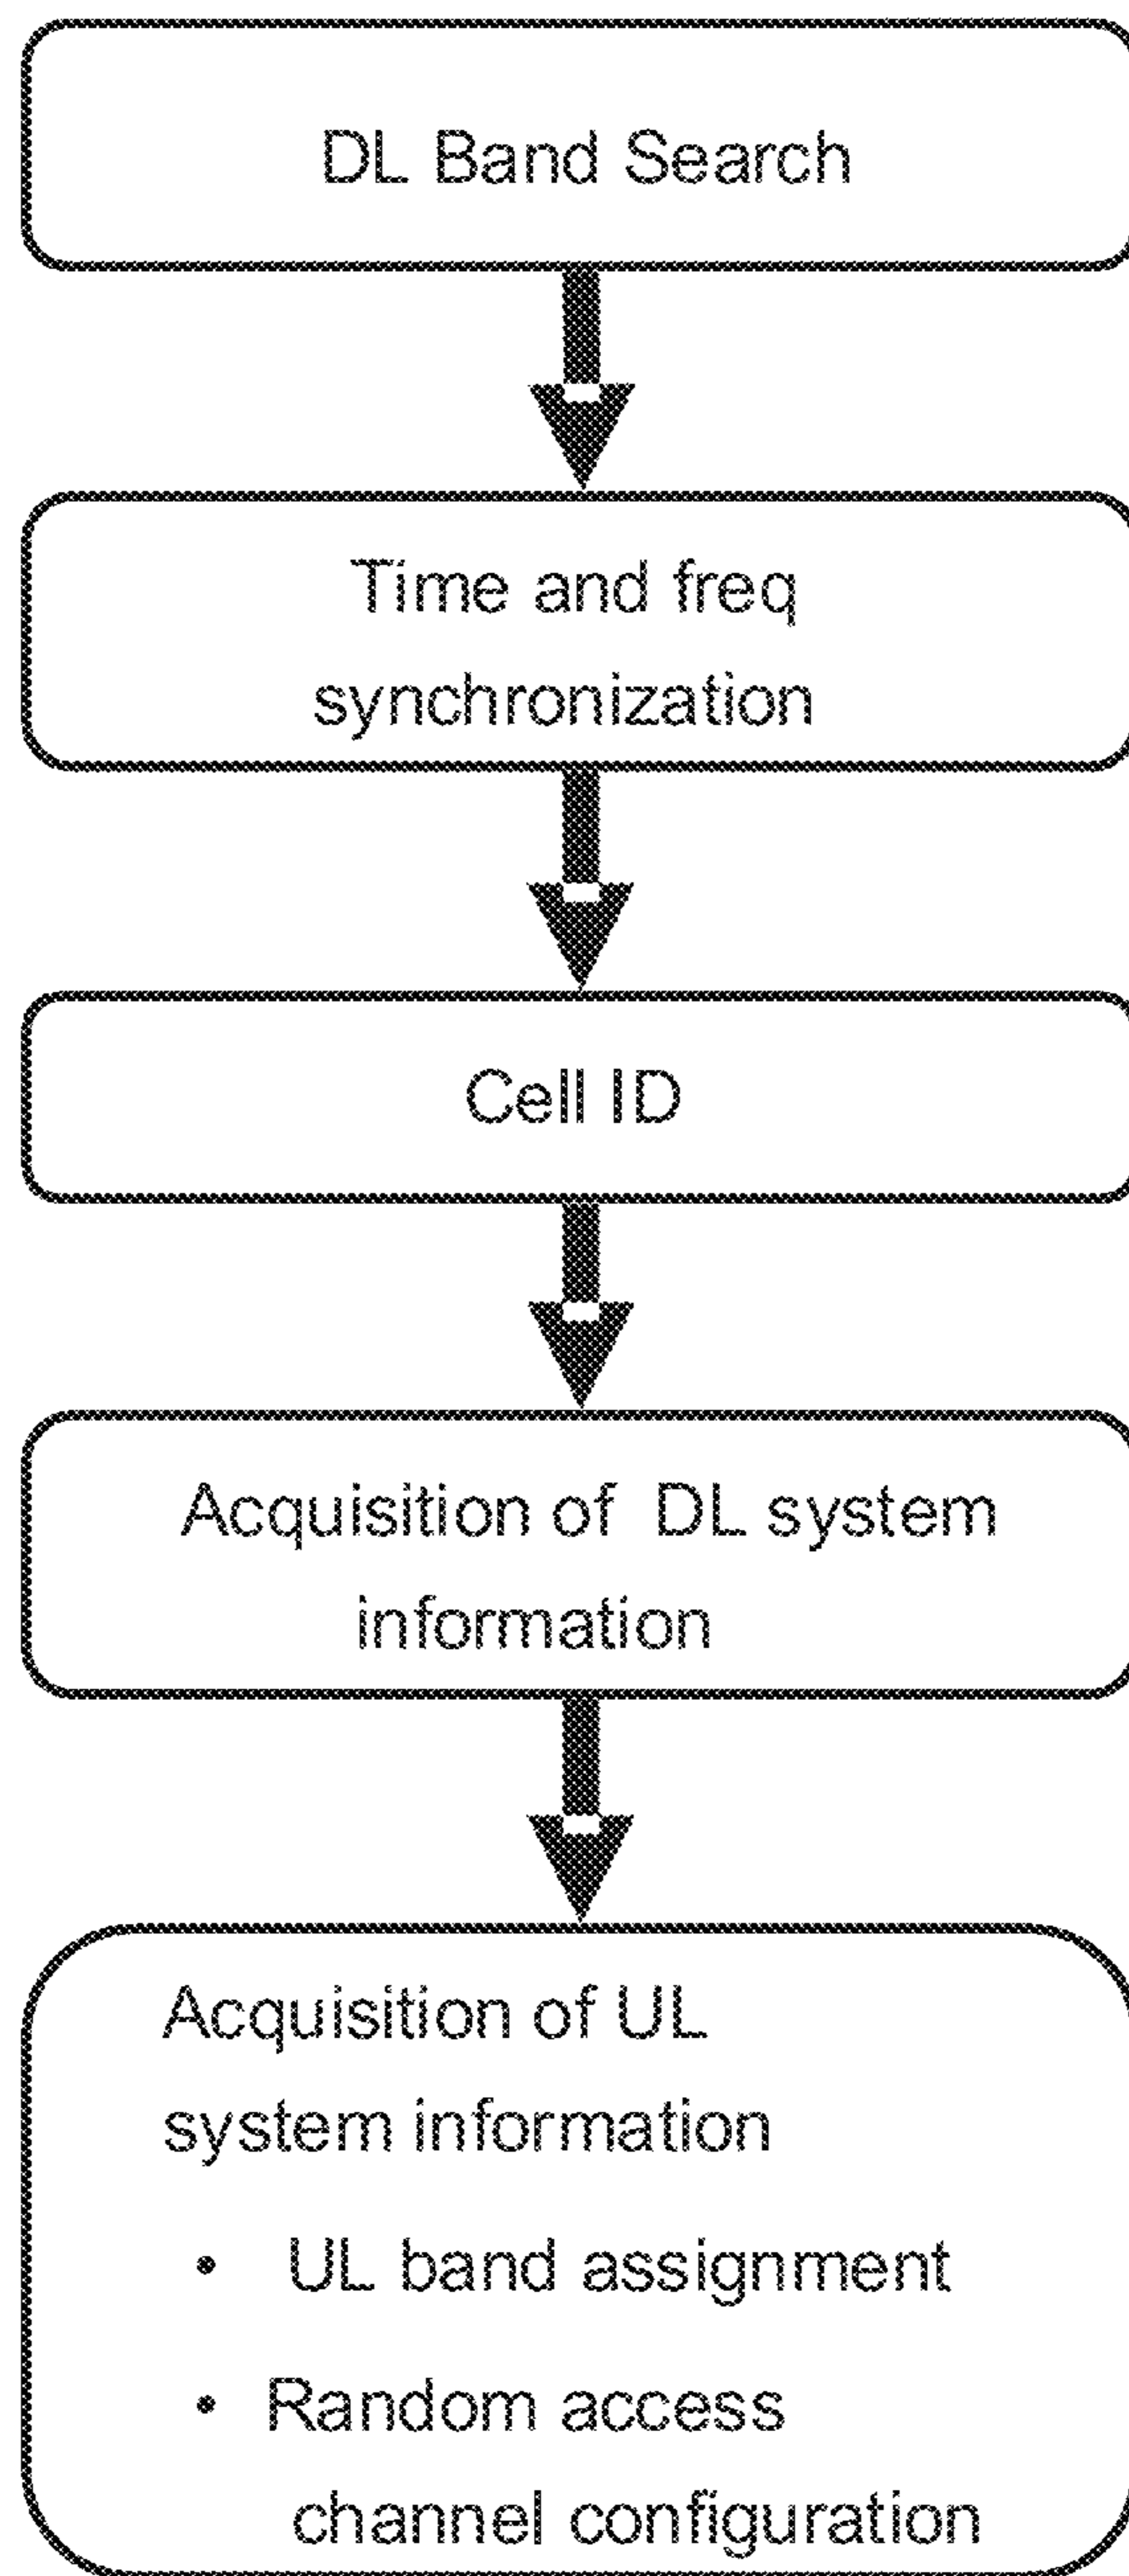 DL Band Search
Time and freq
synchronization
Cell ID
Acquisition of DL system
information
Acquisition of UL
system information
• UL band assignment
• Random access
channel configuration